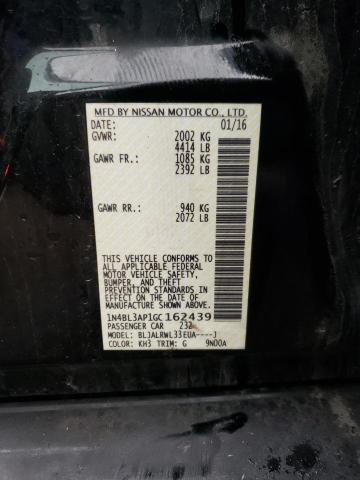 MFD BY NISSAN MOTOR CO., LTD.
DATE: 01/16
GVWR: 2002 KG
4414 LB
GAWR FR: 1085 KG
2392 LB
GAWR RR: 940 KG
2072 LB
THIS VEHICLE CONFORMS TO ALL
APPLICABLE FEDERAL MOTOR
VEHICLE SAFETY,
BUMPER, AND THEFT PREVENTION
STANDARDS IN EFFECT ON THE
DATE OF MANUFACTURE
SHOWN ABOVE.
1N4BL3AP1GC162439
PASSENGER CAR 232
MODEL: BLJALRWL33EUA----J
COLOR: KH3 TRIM: G 9N00A